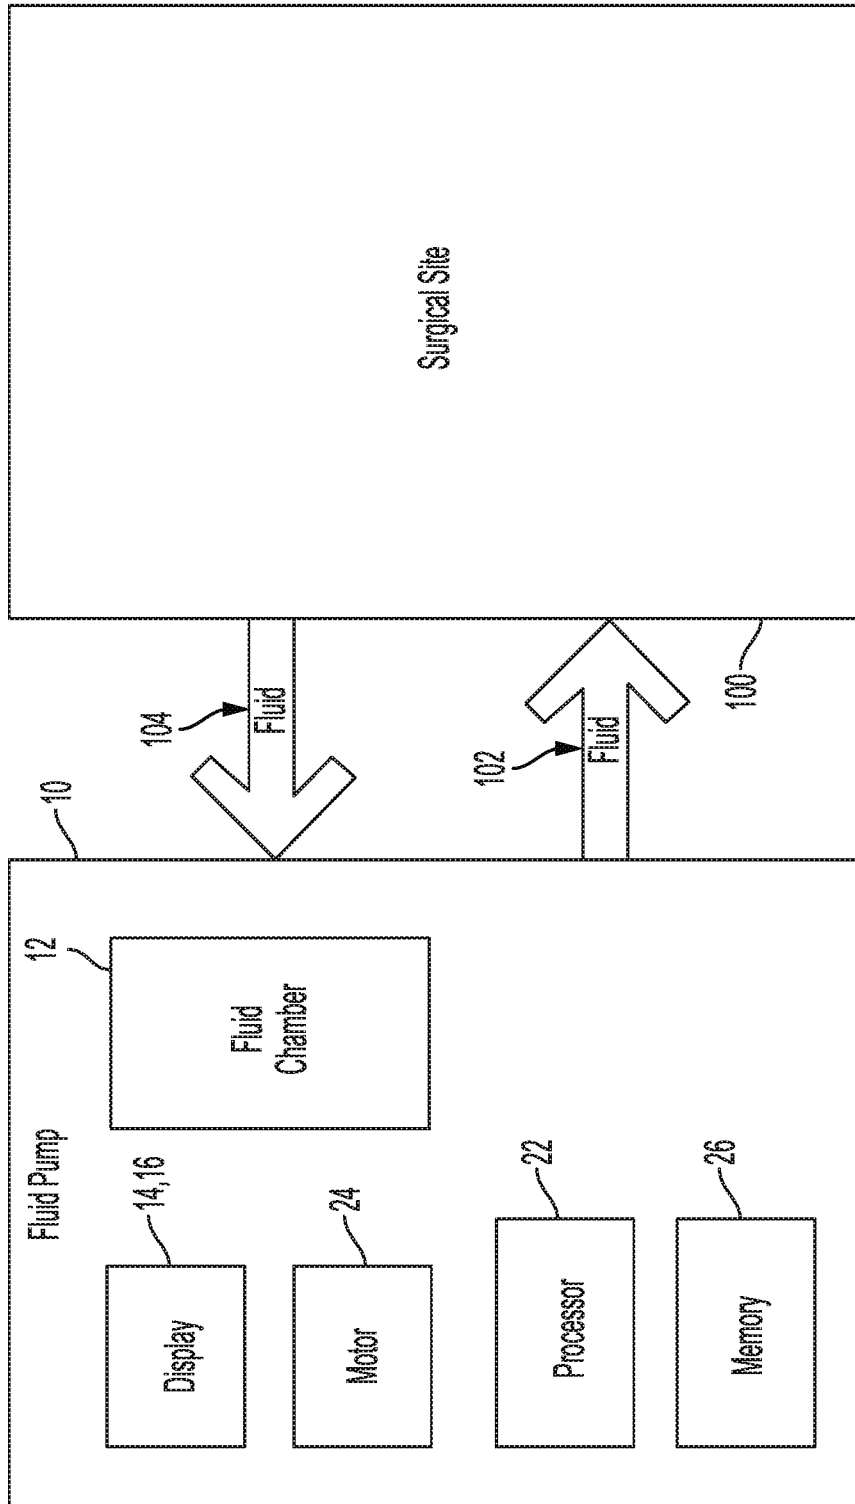 Fluid Pump
10
Display
14,16
Motor
24
Processor
22
Memory
26
Fluid
Chamber
12
104
Fluid
102
Fluid
Surgical Site
100